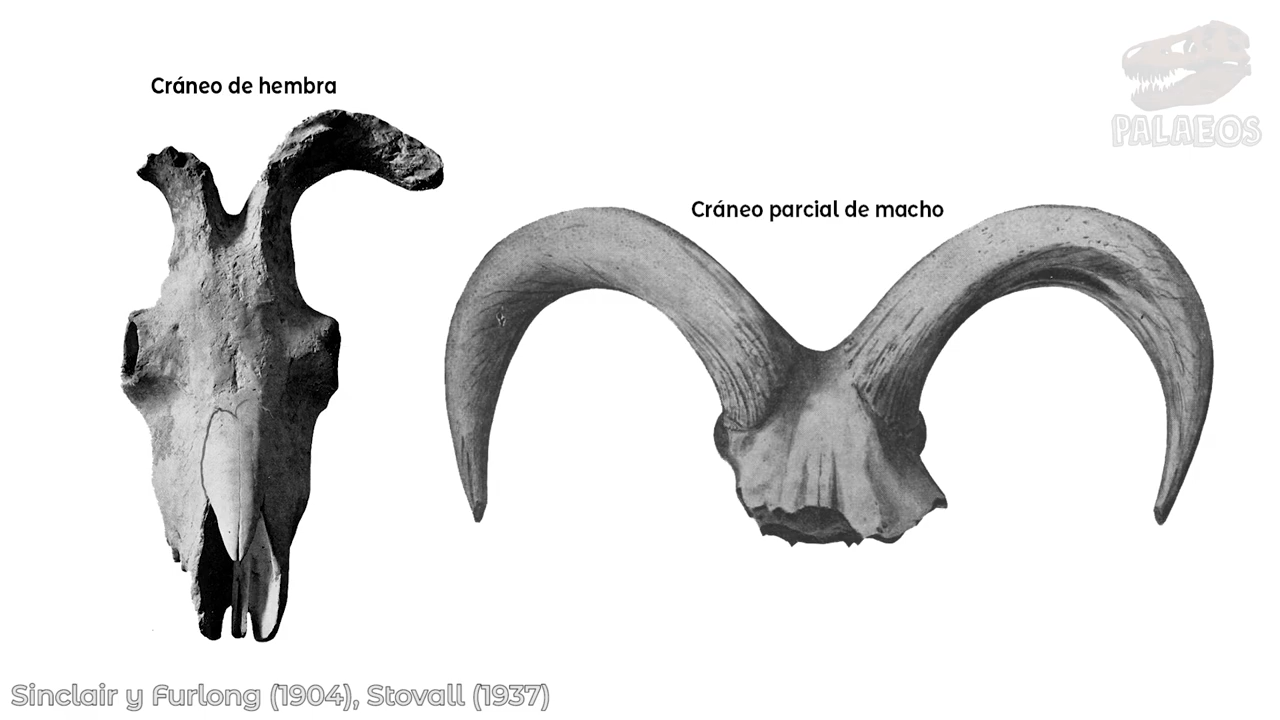 PALAEOS
Cráneo de hembra
Cráneo parcial de macho
Sinclair y Furlong (1904), Stovall (1937)